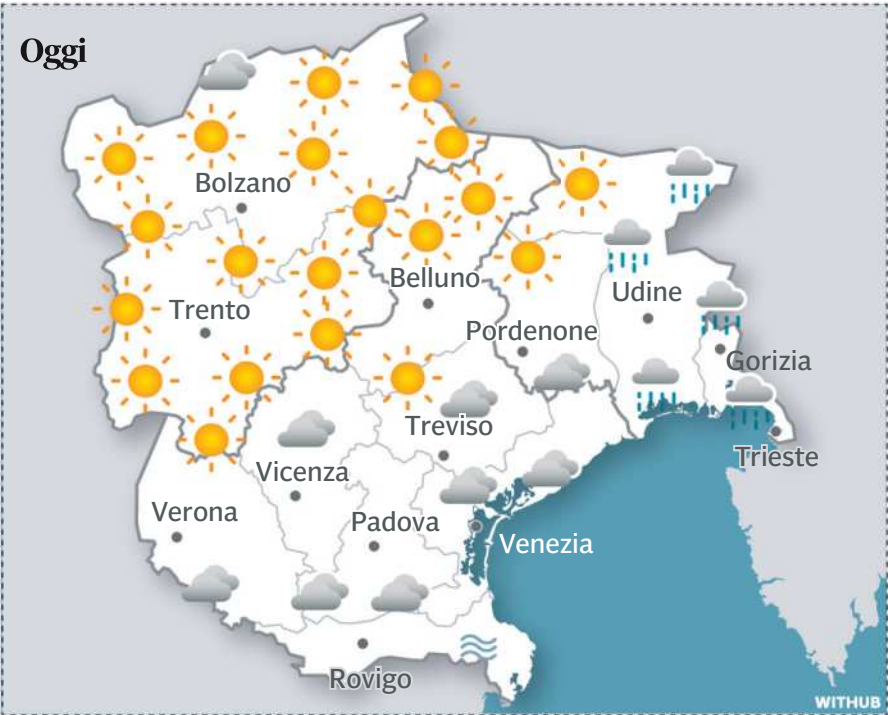 Oggi
Bolzano
Belluno
Trento
Udine
Pordenone
Gorizia
Treviso
Trieste
Vicenza
Verona
Padova
Venezia
Rovigo
WITHUB